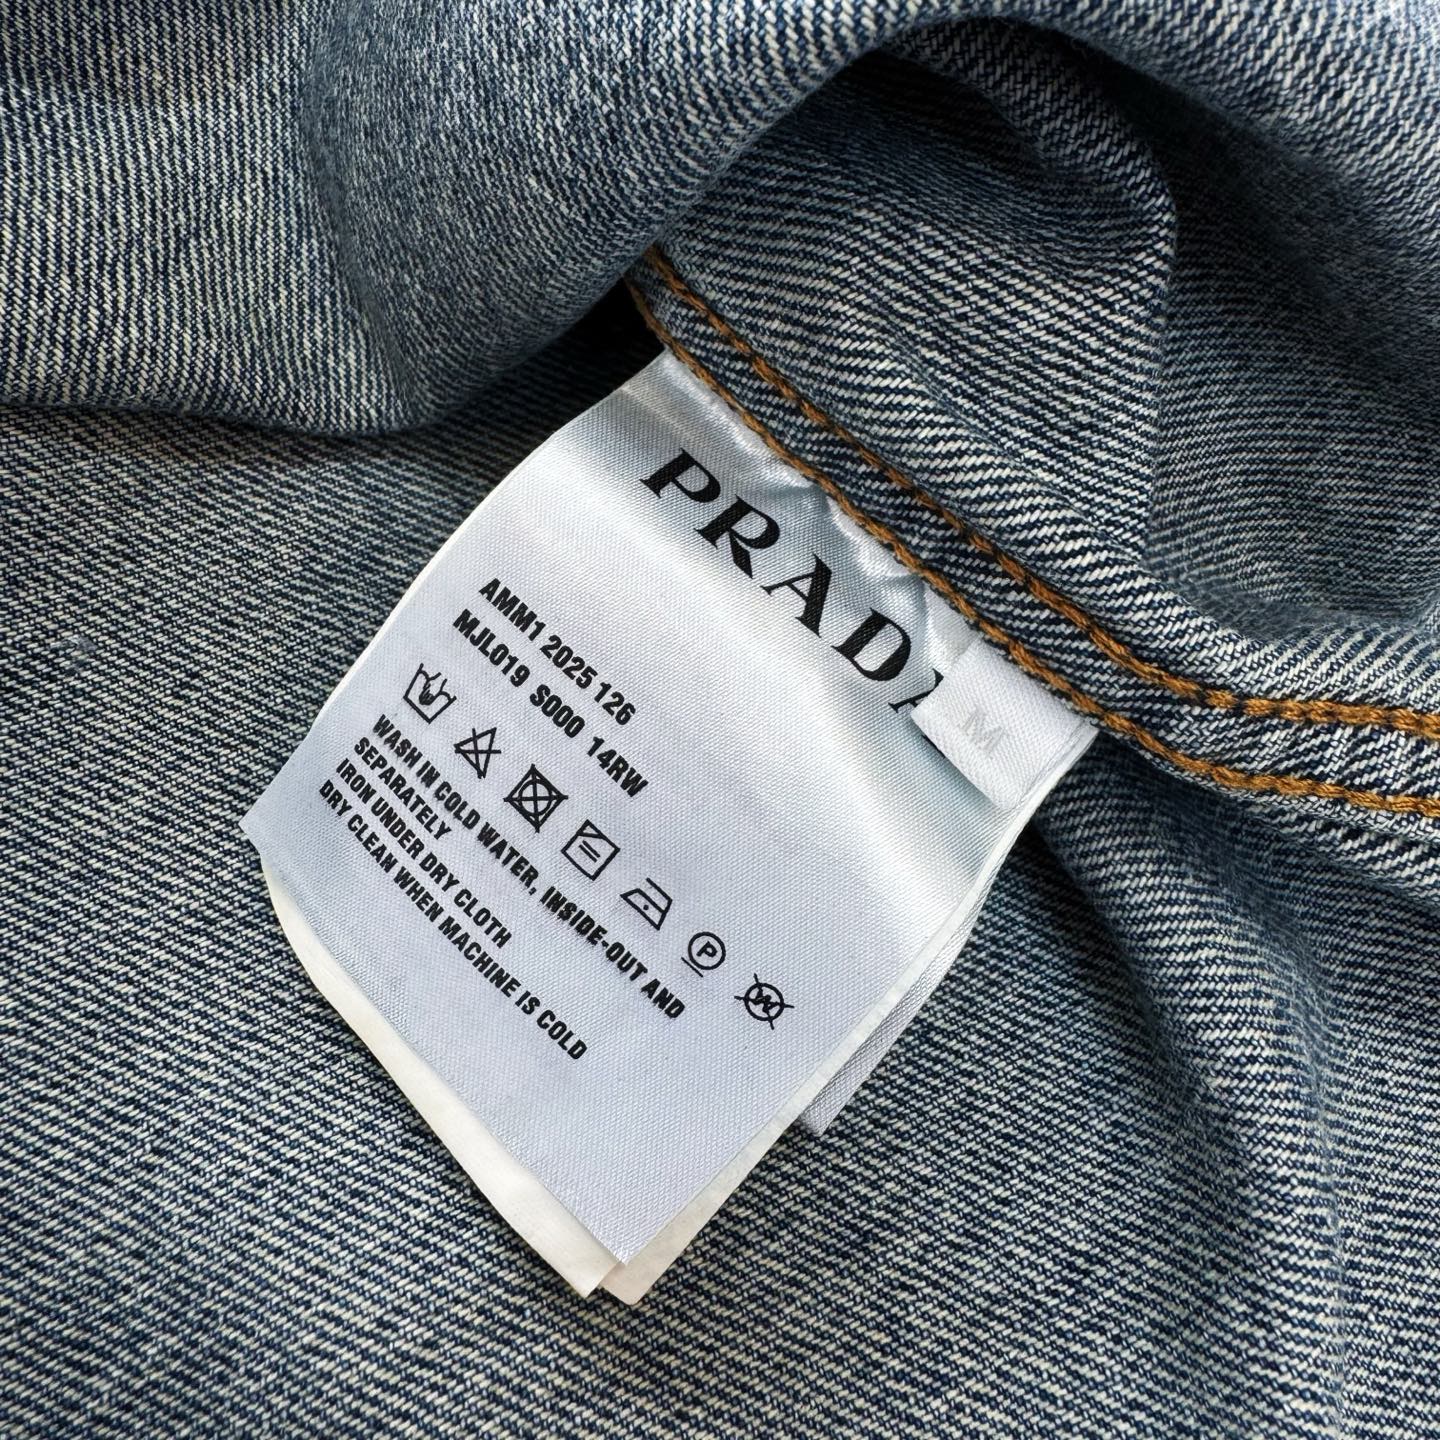 PRADA
M
AMM1 2025 126
MJL019 S000 14RW
P
W
WASH IN COLD WATER, INSIDE-OUT AND
SEPARATELY
IRON UNDER DRY CLOTH
DRY CLEAN WHEN MACHINE IS COLD